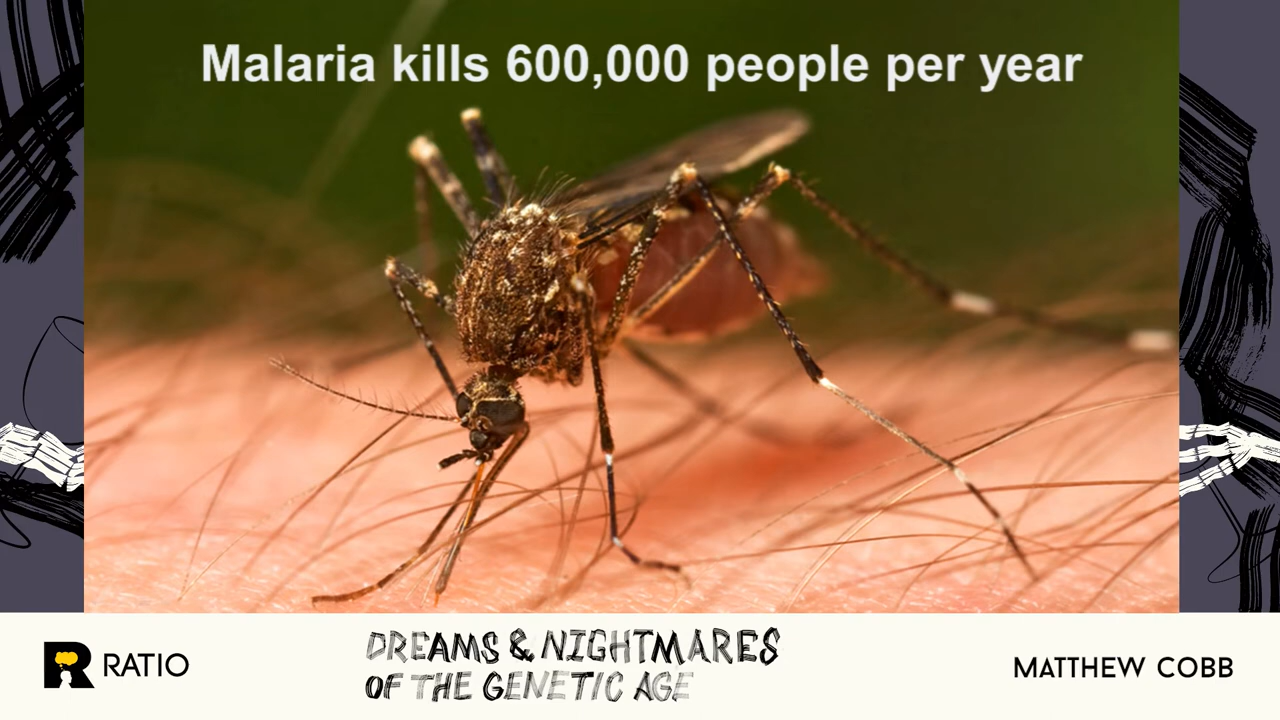 Malaria kills 600,000 people per year
RATIO
DREAMS & NIGHTMARES
OF THE GENETIC AGE
MATTHEW COBB